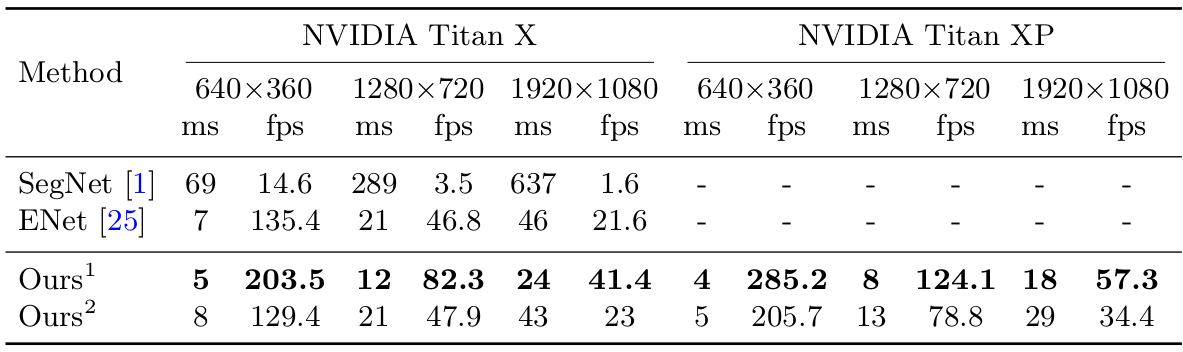 NVIDIA Titan X NVIDIA Titan XP
Method
640×360 1280×720 1920×1080 640×360 1280×720 1920×1080
ms fps ms fps ms fps ms fps ms fps ms fps
SegNet [1] 69 14.6 289 3.5 637 1.6 - - - - - -
ENet [25] 7 135.4 21 46.8 46 21.6 - - - - - -
Ours¹ 5 203.5 12 82.3 24 41.4 4 285.2 8 124.1 18 57.3
Ours² 8 129.4 21 47.9 43 23 5 205.7 13 78.8 29 34.4